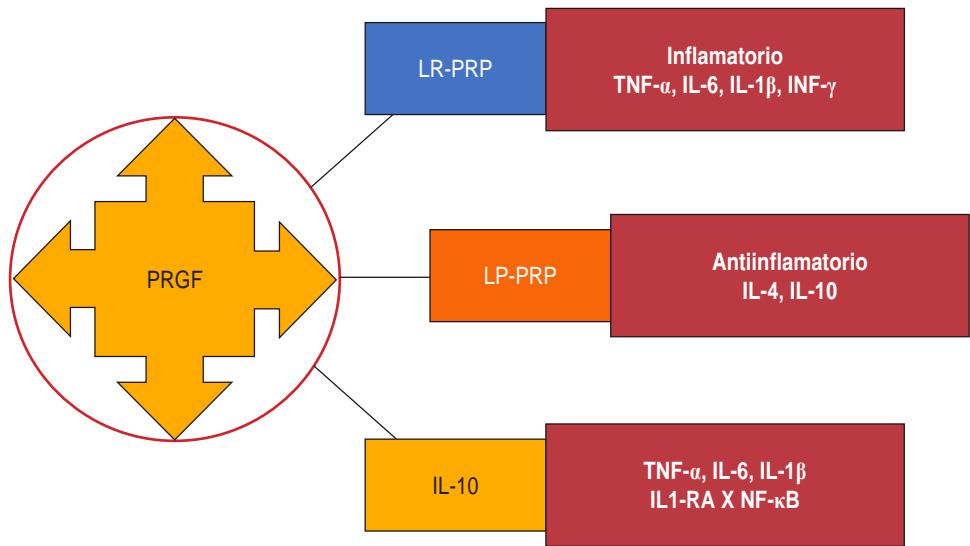 LR-PRP
Inflamatorio
TNF-α, IL-6, IL-1β, INF-γ
PRGF
LP-PRP
Antiinflamatorio
IL-4, IL-10
IL-10
TNF-α, IL-6, IL-1β
IL1-RA X NF-κB